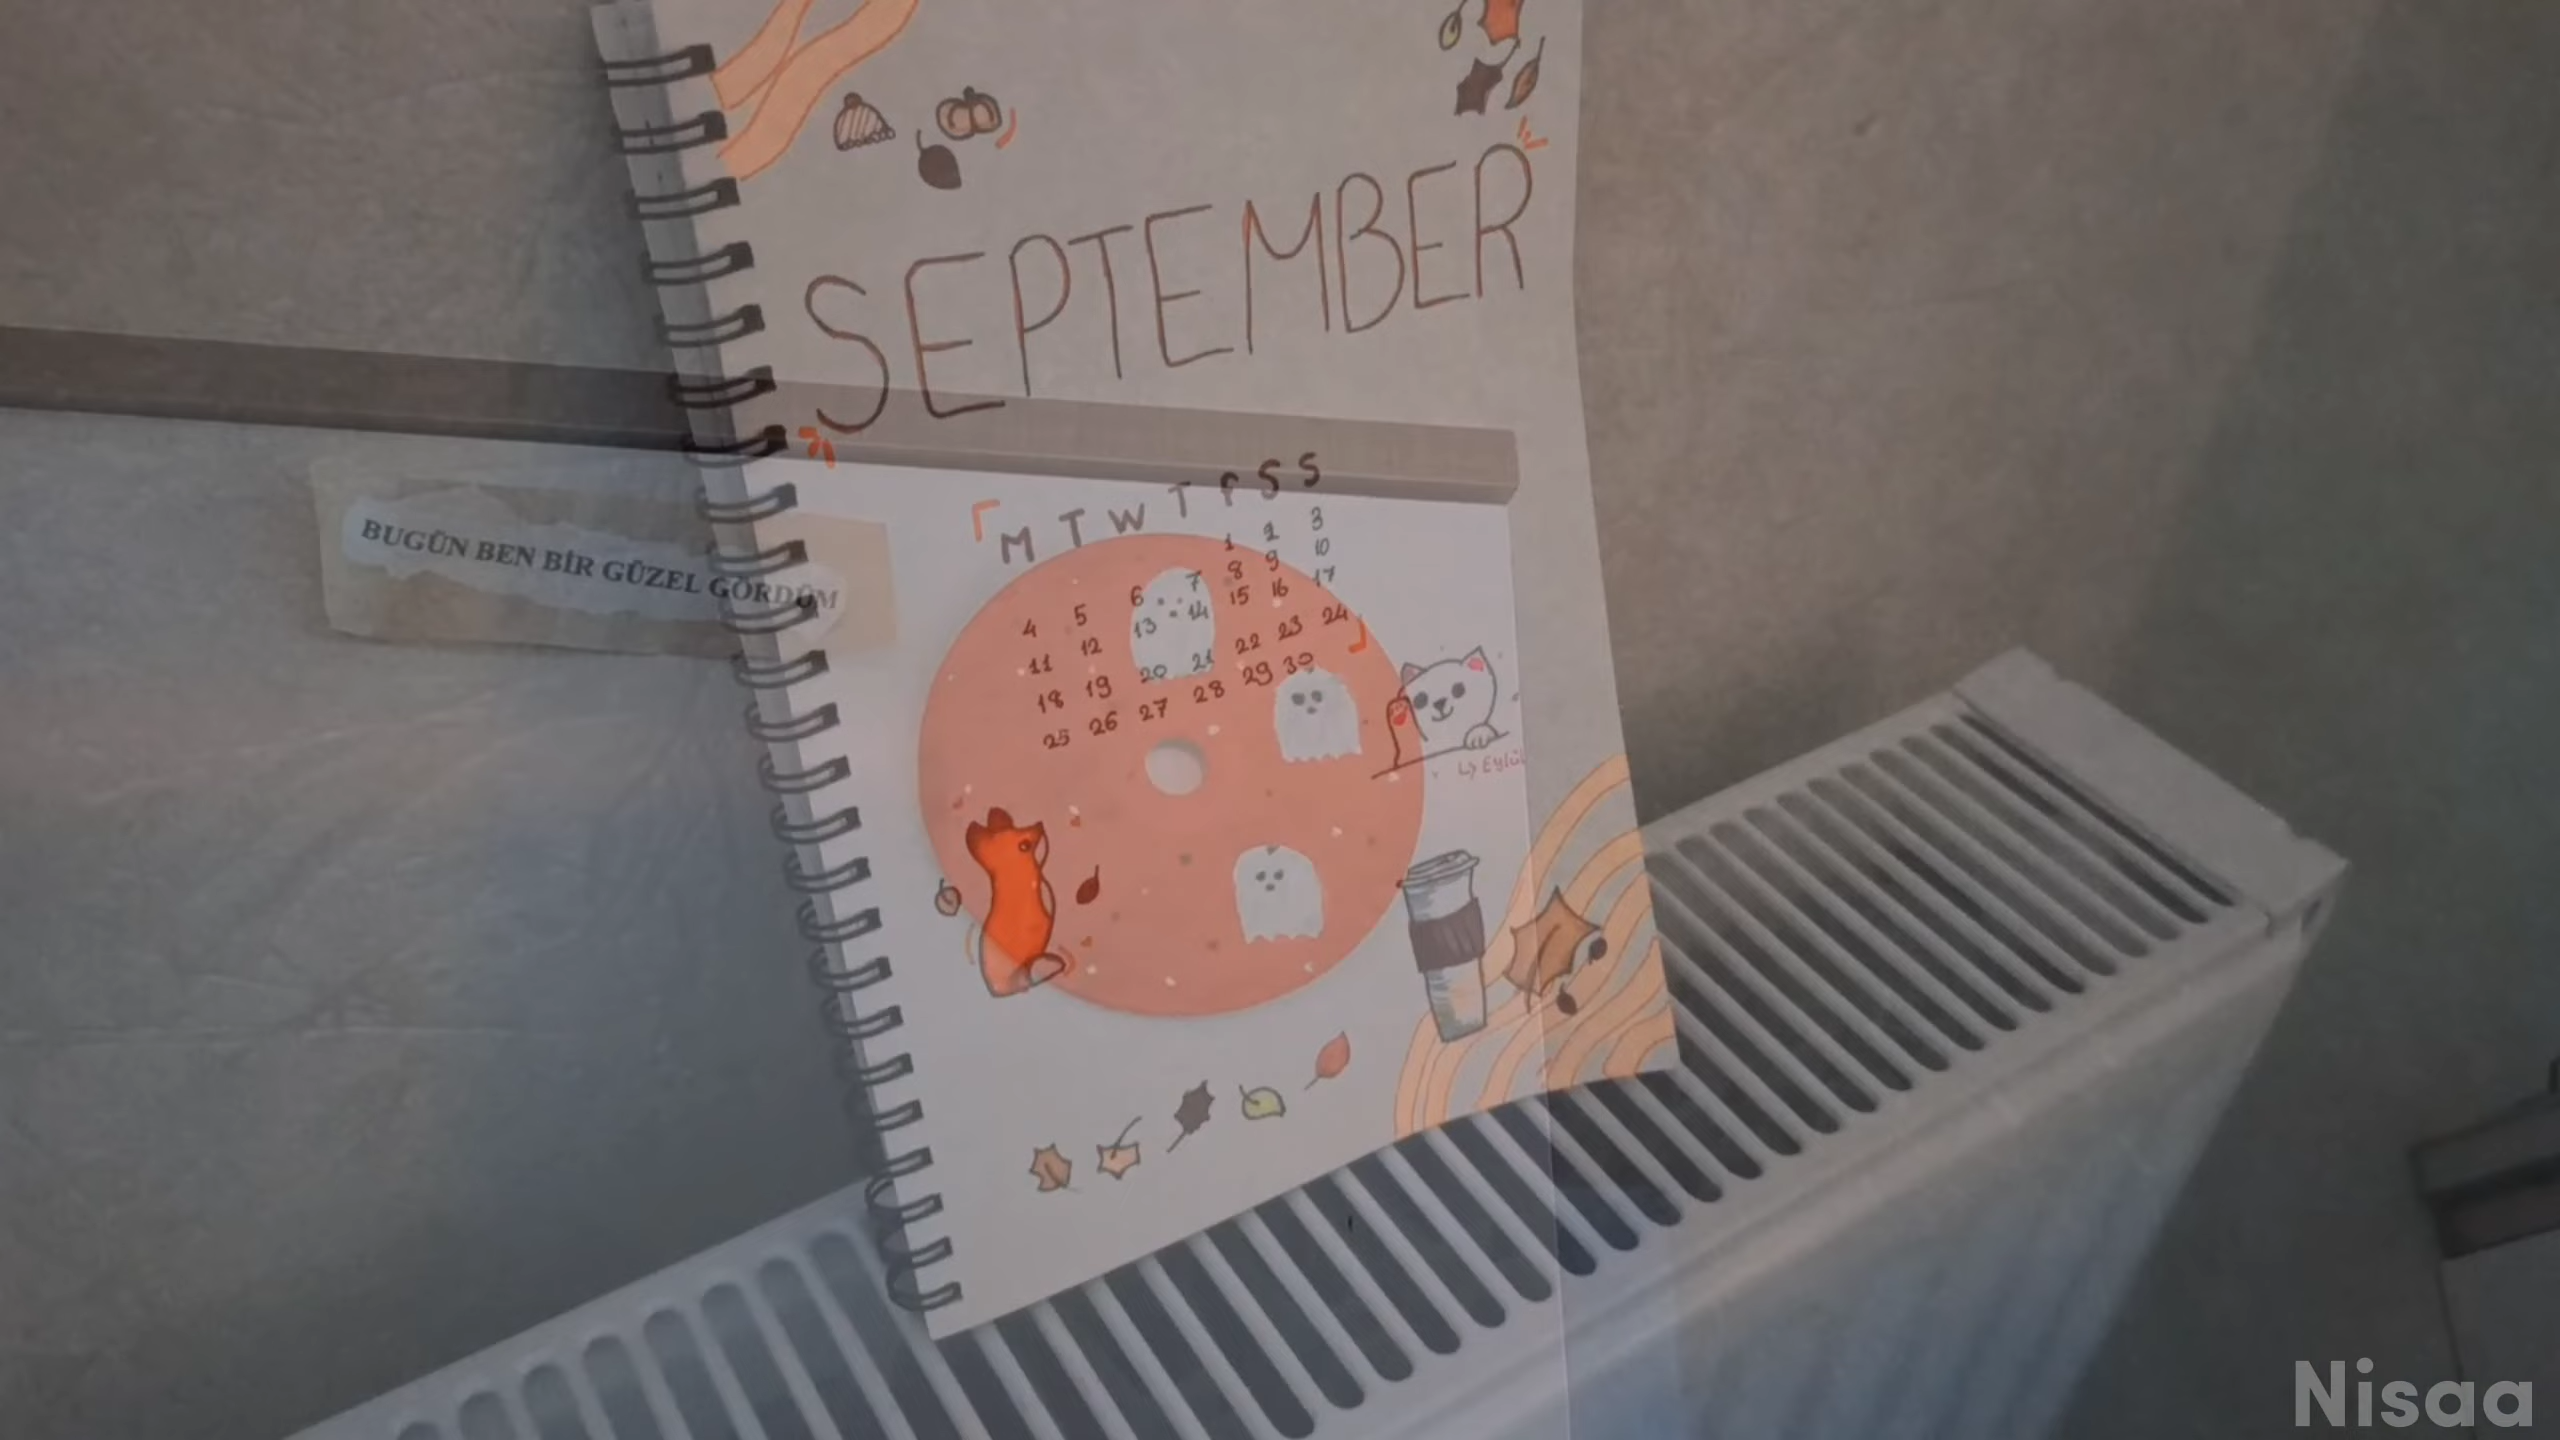 SEPTEMBER
M T W T F S S
1 2 3
4 5 6 7 8 9 10
11 12 13 14 15 16 17
18 19 20 21 22 23 24
25 26 27 28 29 30
BUGÜN BEN BİR GÜZEL GÖRDÜM
↳ Eylül
Nisaa